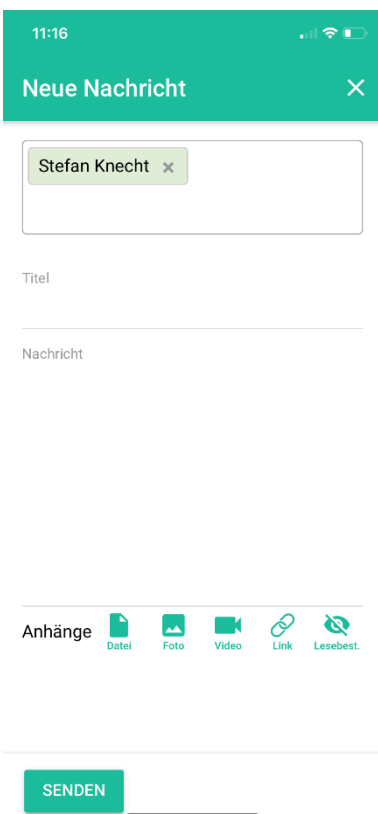 11:16
Neue Nachricht
Stefan Knecht ×
Titel
Nachricht
Anhänge Datei Foto Video Link Lesebest.
SENDEN